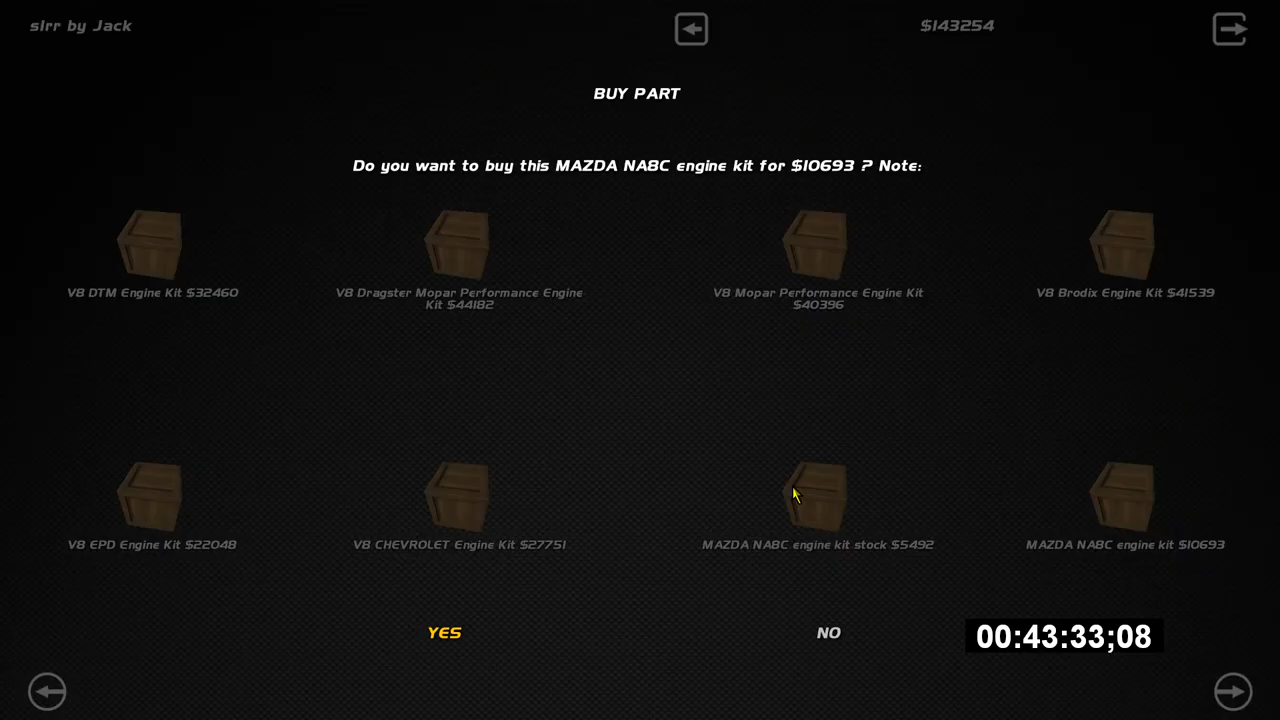 slrr by Jack
$143254
BUY PART
Do you want to buy this MAZDA NA8C engine kit for $10693 ? Note:
V8 DTM Engine Kit $32460
V8 Dragster Mopar Performance Engine
Kit $44182
V8 Mopar Performance Engine Kit
$40396
V8 Brodix Engine Kit $41539
V8 EPD Engine Kit $22048
V8 CHEVROLET Engine Kit $27751
MAZDA NA8C engine kit stock $5492
MAZDA NA8C engine kit $10693
YES
NO
00:43:33;08